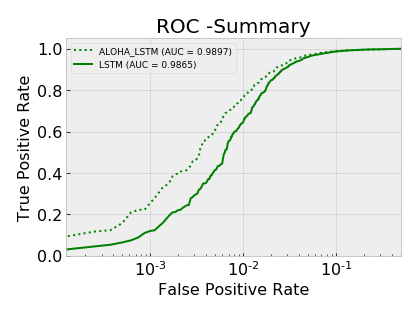 ROC -Summary
ALOHA_LSTM (AUC = 0.9897)
LSTM (AUC = 0.9865)
True Positive Rate
1.0
0.8
0.6
0.4
0.2
0.0
10⁻³ 10⁻² 10⁻¹
False Positive Rate